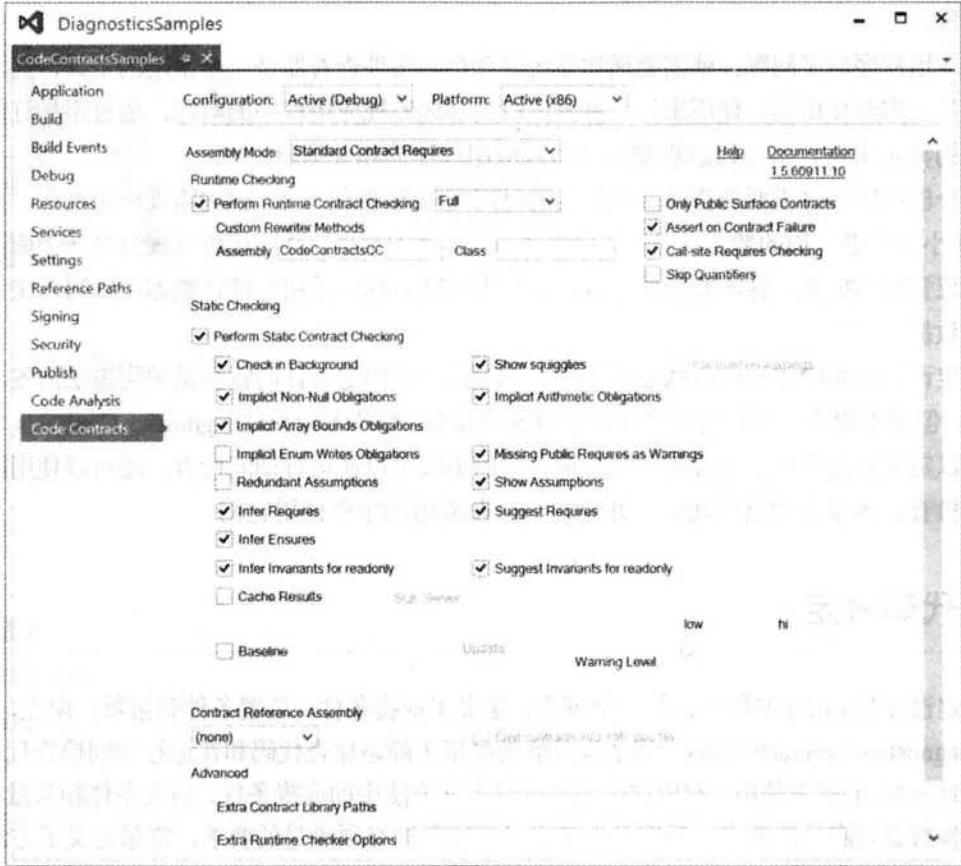 DiagnosticsSamples
CodeContractsSamples
Application
Build
Build Events
Debug
Resources
Services
Settings
Reference Paths
Signing
Security
Publish
Code Analysis
Code Contracts
Configuration: Active (Debug) Platform: Active (x86)
Assembly Mode: Standard Contract Requires Help Documentation
1.5.60911.10
Runtime Checking
Perform Runtime Contract Checking Full Only Public Surface Contracts
Custom Rewriter Methods Assert on Contract Failure
Assembly CodeContractsCC Class Call-site Requires Checking
Skip Quantifiers
Static Checking
Perform Static Contract Checking
Check in Background Show squigglies
Implicit Non-Null Obligations Implicit Arithmetic Obligations
Implicit Array Bounds Obligations
Implicit Enum Writes Obligations Missing Public Requires as Warnings
Redundant Assumptions Show Assumptions
Infer Requires Suggest Requires
Infer Ensures
Infer Invariants for readonly Suggest Invariants for readonly
Cache Results SQL Server
low hi
Baseline Update
Warning Level
Contract Reference Assembly
(none)
Advanced
Extra Contract Library Paths
Extra Runtime Checker Options